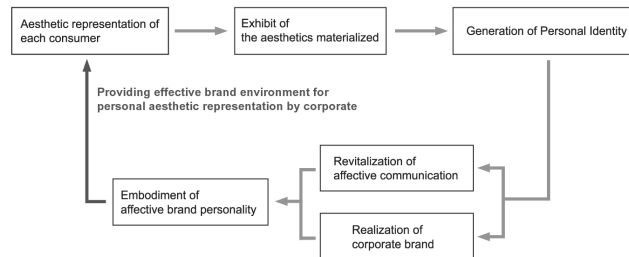 Aesthetic representation of
each consumer
Exhibit of
the aesthetics materialized
Generation of Personal Identity
Providing effective brand environment for
personal aesthetic representation by corporate
Revitalization of
affective communication
Embodiment of
affective brand personality
Realization of
corporate brand